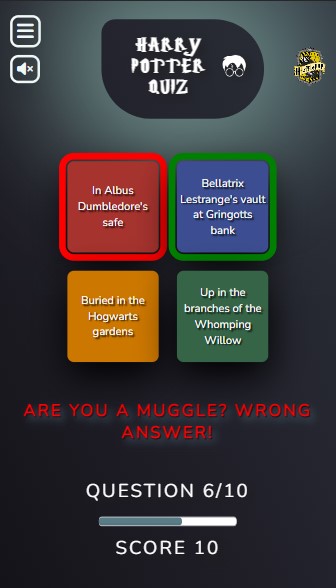 HARRY
POTTER
QUIZ
In Albus
Dumbledore's
safe
Bellatrix
Lestrange's vault
at Gringotts
bank
Buried in the
Hogwarts
gardens
Up in the
branches of the
Whomping
Willow
ARE YOU A MUGGLE? WRONG
ANSWER!
QUESTION 6/10
SCORE 10